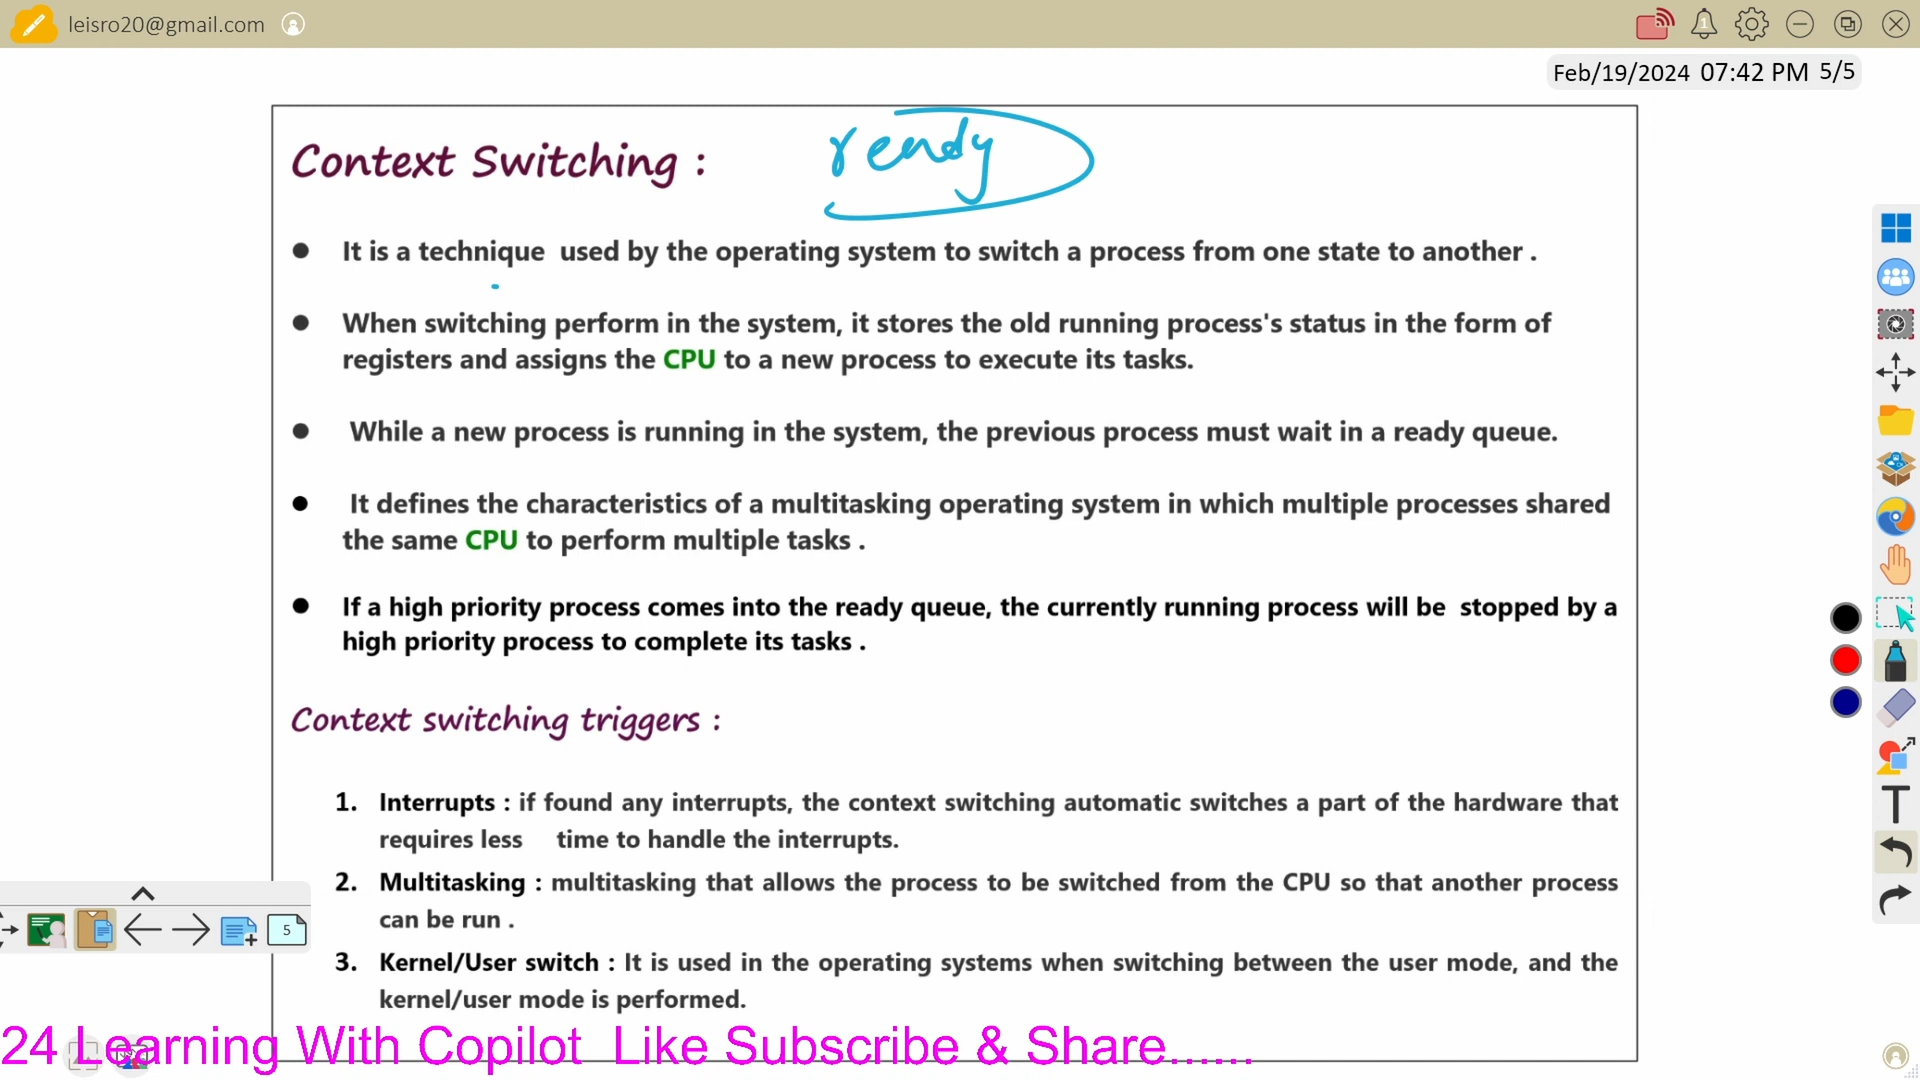 leisro20@gmail.com
1
Feb/19/2024 07:42 PM 5/5
Context Switching :
ready
● It is a technique used by the operating system to switch a process from one state to another .
● When switching perform in the system, it stores the old running process's status in the form of
registers and assigns the CPU to a new process to execute its tasks.
● While a new process is running in the system, the previous process must wait in a ready queue.
● It defines the characteristics of a multitasking operating system in which multiple processes shared
the same CPU to perform multiple tasks .
● If a high priority process comes into the ready queue, the currently running process will be stopped by a
high priority process to complete its tasks .
Context switching triggers :
1. Interrupts : if found any interrupts, the context switching automatic switches a part of the hardware that
requires less time to handle the interrupts.
2. Multitasking : multitasking that allows the process to be switched from the CPU so that another process
can be run .
3. Kernel/User switch : It is used in the operating systems when switching between the user mode, and the
kernel/user mode is performed.
T
5
24 Learning With Copilot Like Subscribe & Share......